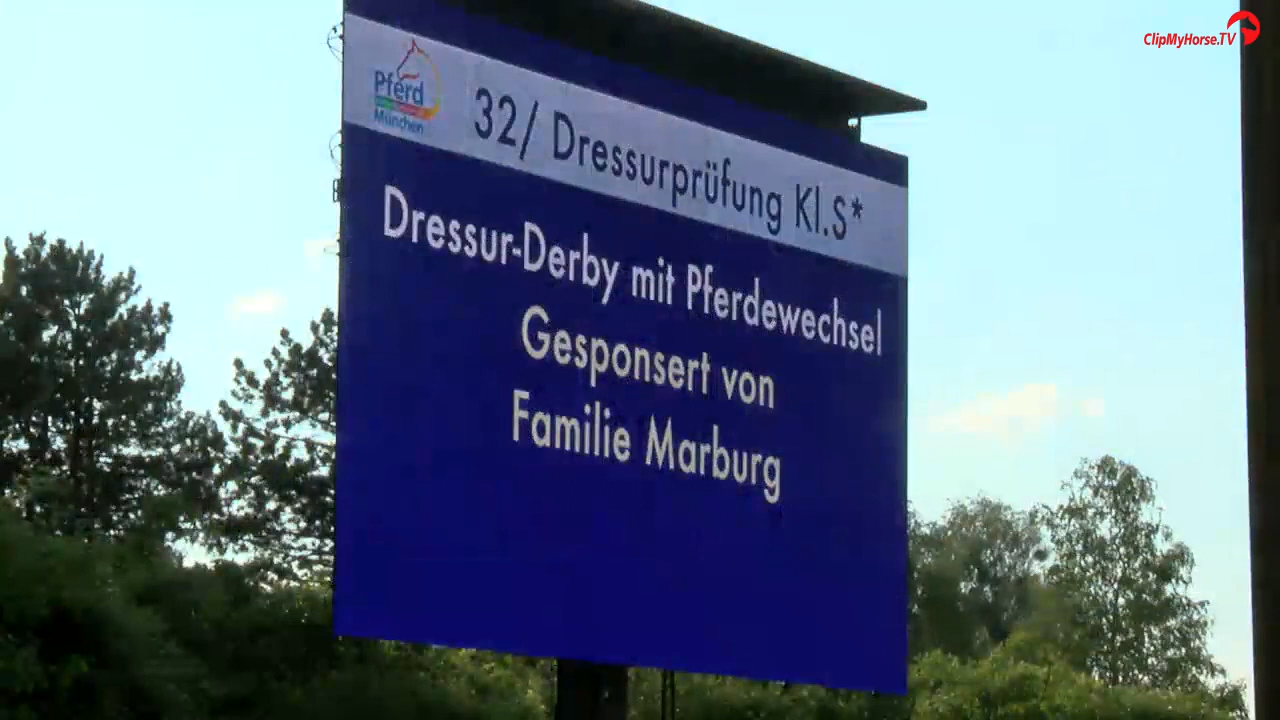 ClipMyHorse.TV
Pferd
München
32/ Dressurprüfung Kl.S*
Dressur-Derby mit Pferdewechsel
Gesponsert von
Familie Marburg